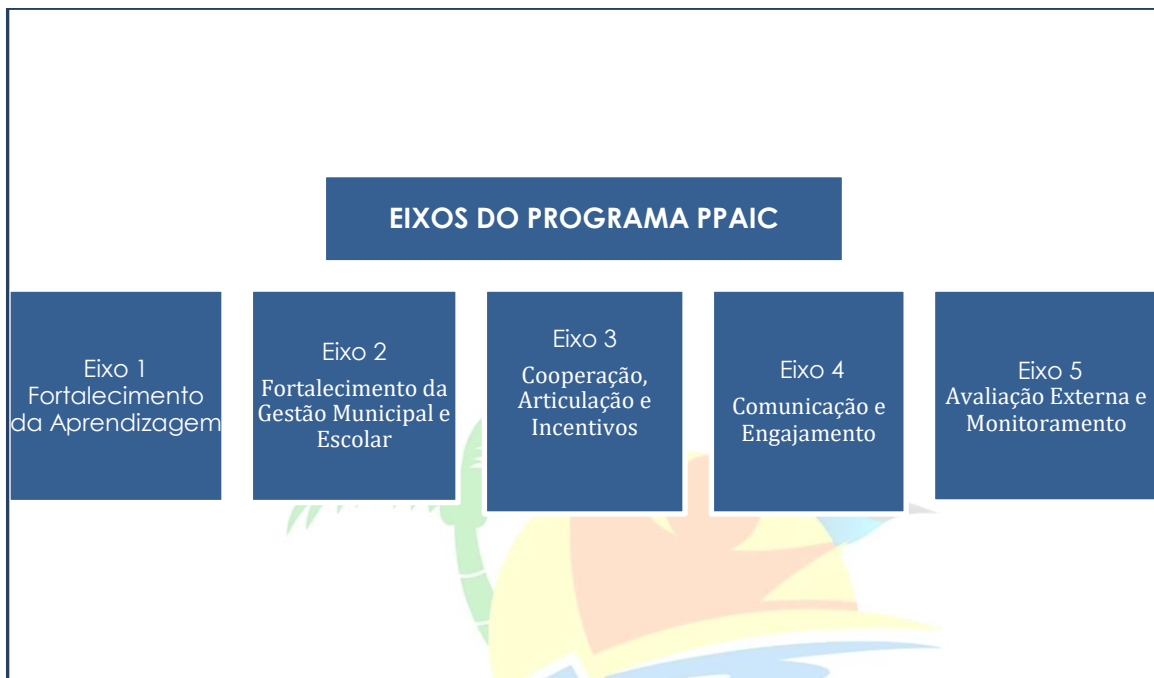 EIXOS DO PROGRAMA PPAIC
Eixo 1
Fortalecimento
da Aprendizagem
Eixo 2
Fortalecimento da
Gestão Municipal e
Escolar
Eixo 3
Cooperação,
Articulação e
Incentivos
Eixo 4
Comunicação e
Engajamento
Eixo 5
Avaliação Externa e
Monitoramento